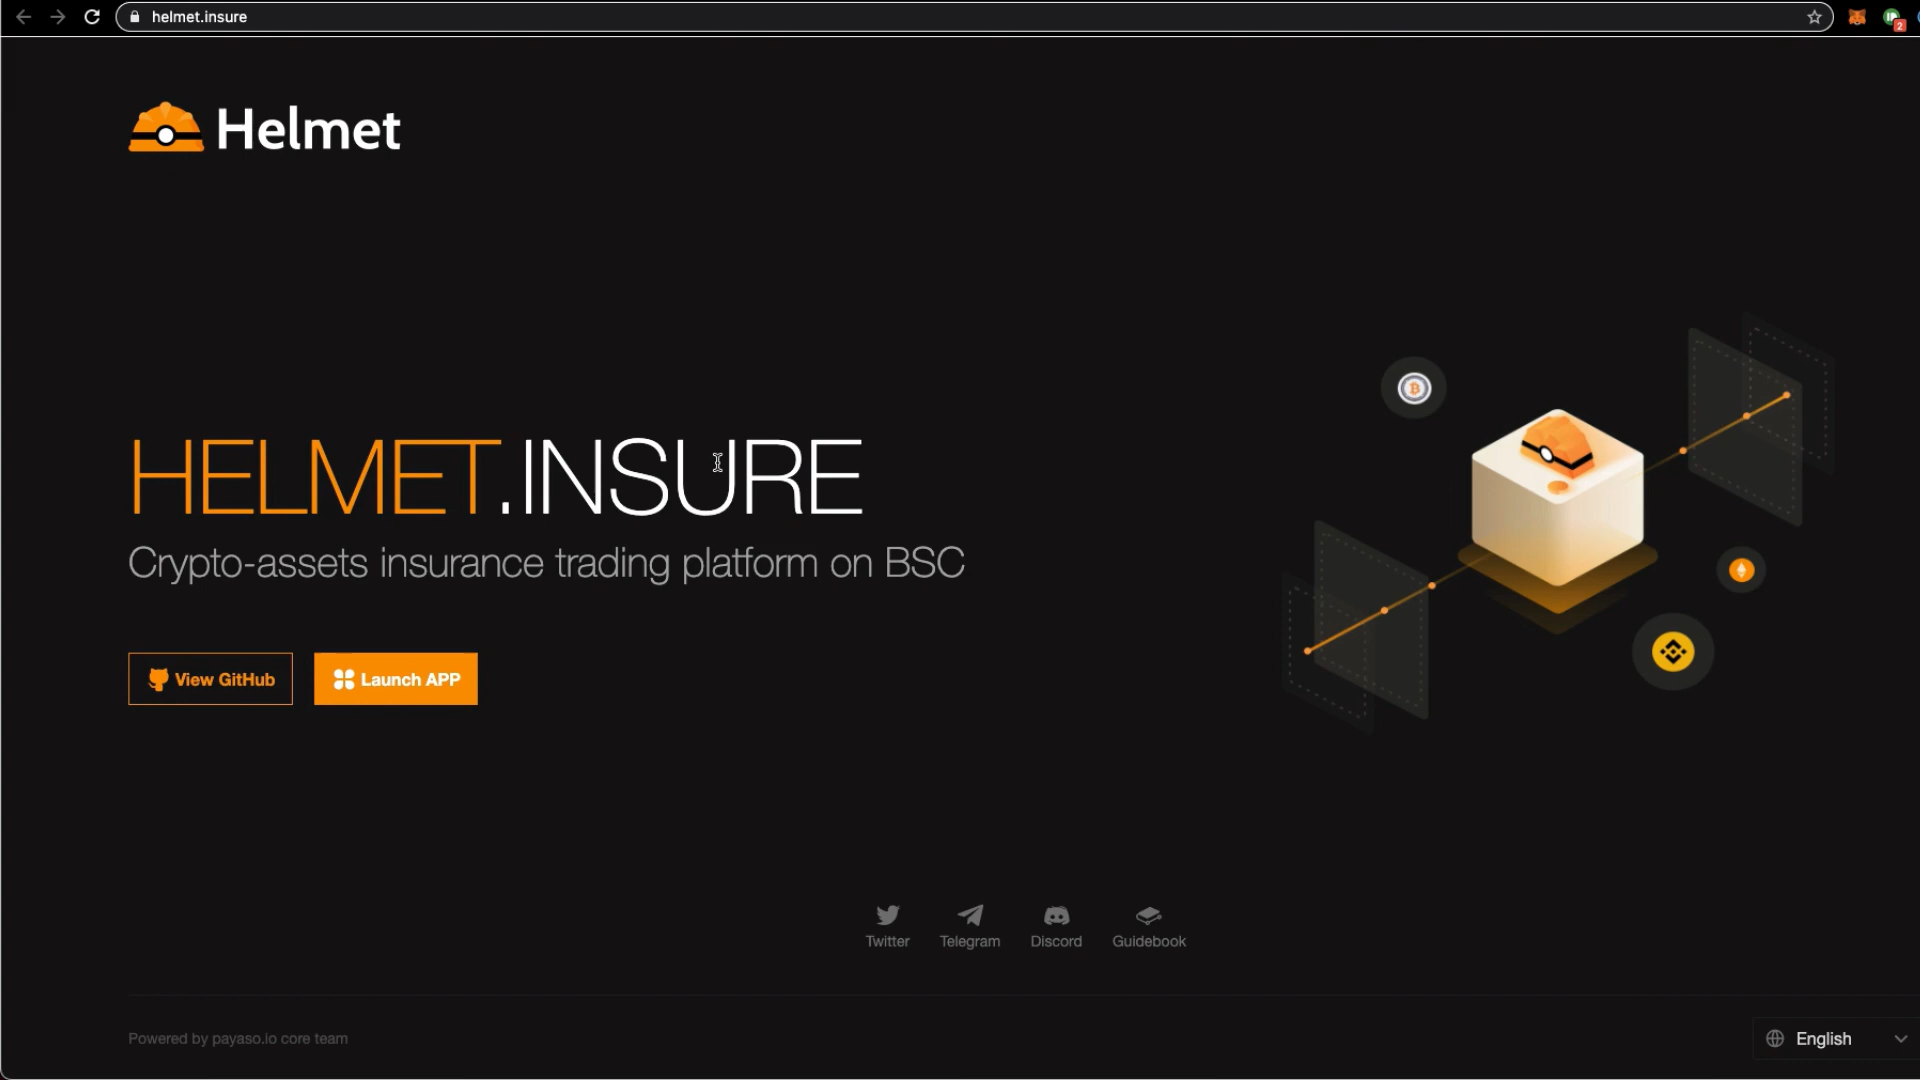 helmet.insure
2
Helmet
HELMET.INSURE
Crypto-assets insurance trading platform on BSC
View GitHub
Launch APP
Twitter
Telegram
Discord
Guidebook
Powered by payaso.io core team
English